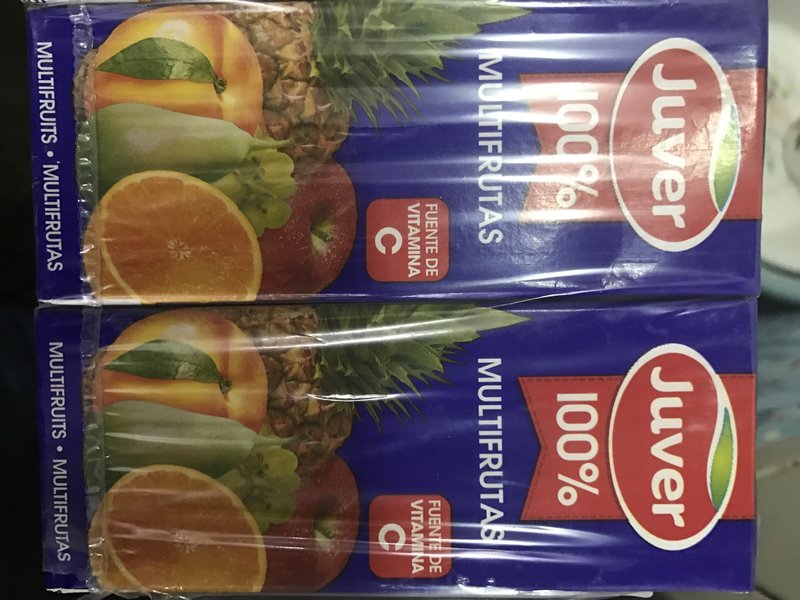 Juver
100%
MULTIFRUTAS
FUENTE DE
VITAMINA
C
MULTIFRUITS • MULTIFRUTAS
Juver
100%
MULTIFRUTAS
FUENTE DE
VITAMINA
C
MULTIFRUITS • MULTIFRUTAS